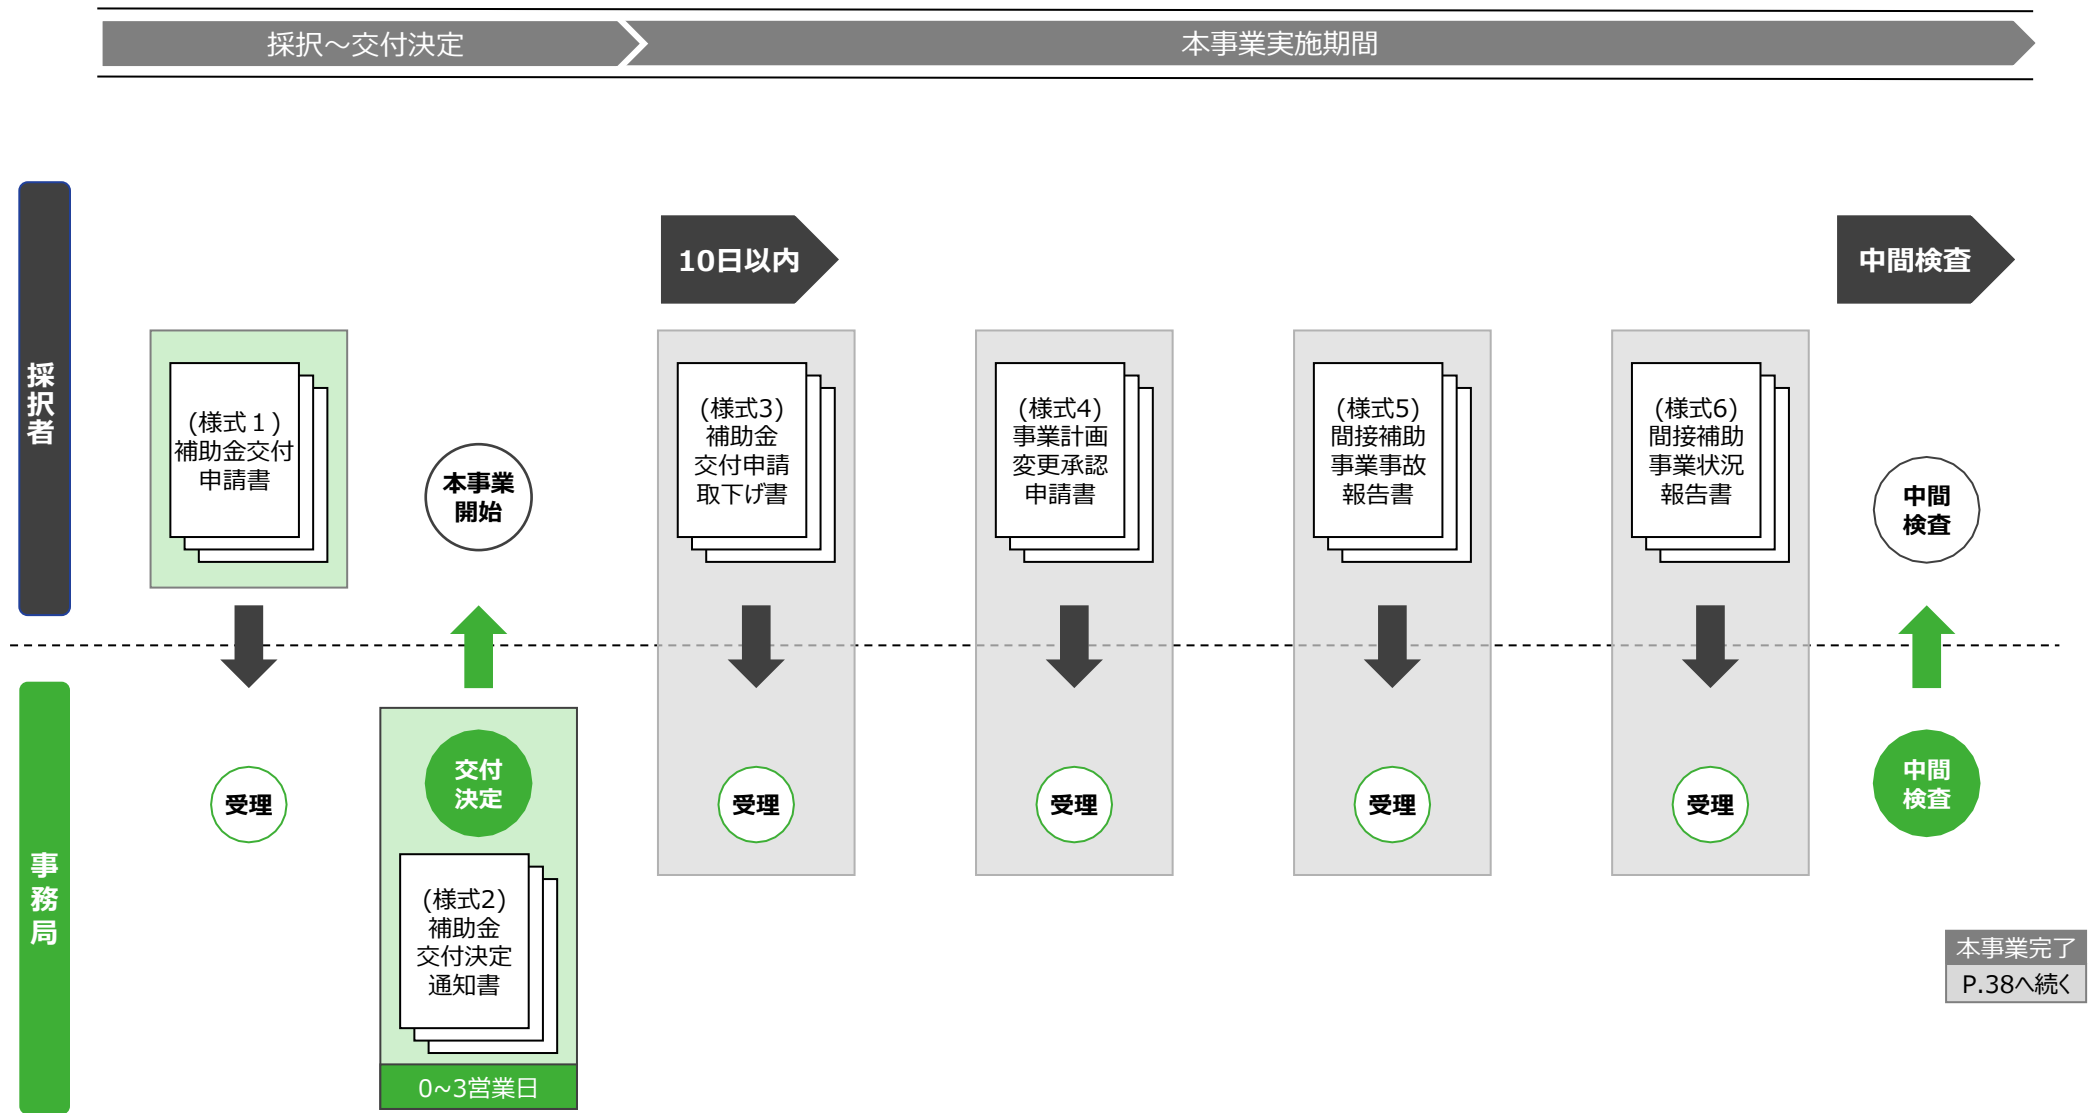 採択～交付決定
本事業実施期間
採択者
10日以内
中間検査
(様式１)
補助金交付
申請書
本事業
開始
(様式3)
補助金
交付申請
取下げ書
(様式4)
事業計画
変更承認
申請書
(様式5)
間接補助
事業事故
報告書
(様式6)
間接補助
事業状況
報告書
中間
検査
事務局
受理
交付
決定
(様式2)
補助金
交付決定
通知書
0~3営業日
受理
受理
受理
受理
中間
検査
本事業完了
P.38へ続く